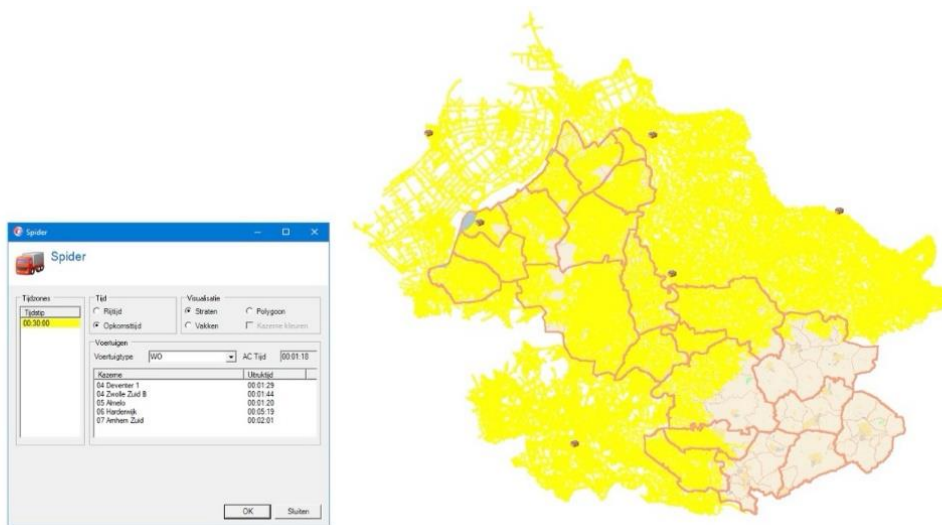 Spider
Spider
Tijdzones
Tijdstip
00:30:00
Tijd
Rijtijd
Opkomsttijd
Visualisatie
Straten
Polygoon
Vakken
Kazerne kleuren
Voertuigen
Voertuigtype
WO
AC Tijd
00:01:10
Kazerne
Uitruktijd
04 Deventer 1
00:01:29
04 Zwolle Zuid B
00:01:44
05 Almelo
00:01:20
06 Harderwijk
00:05:19
07 Arnhem Zuid
00:02:01
OK
Sluiten